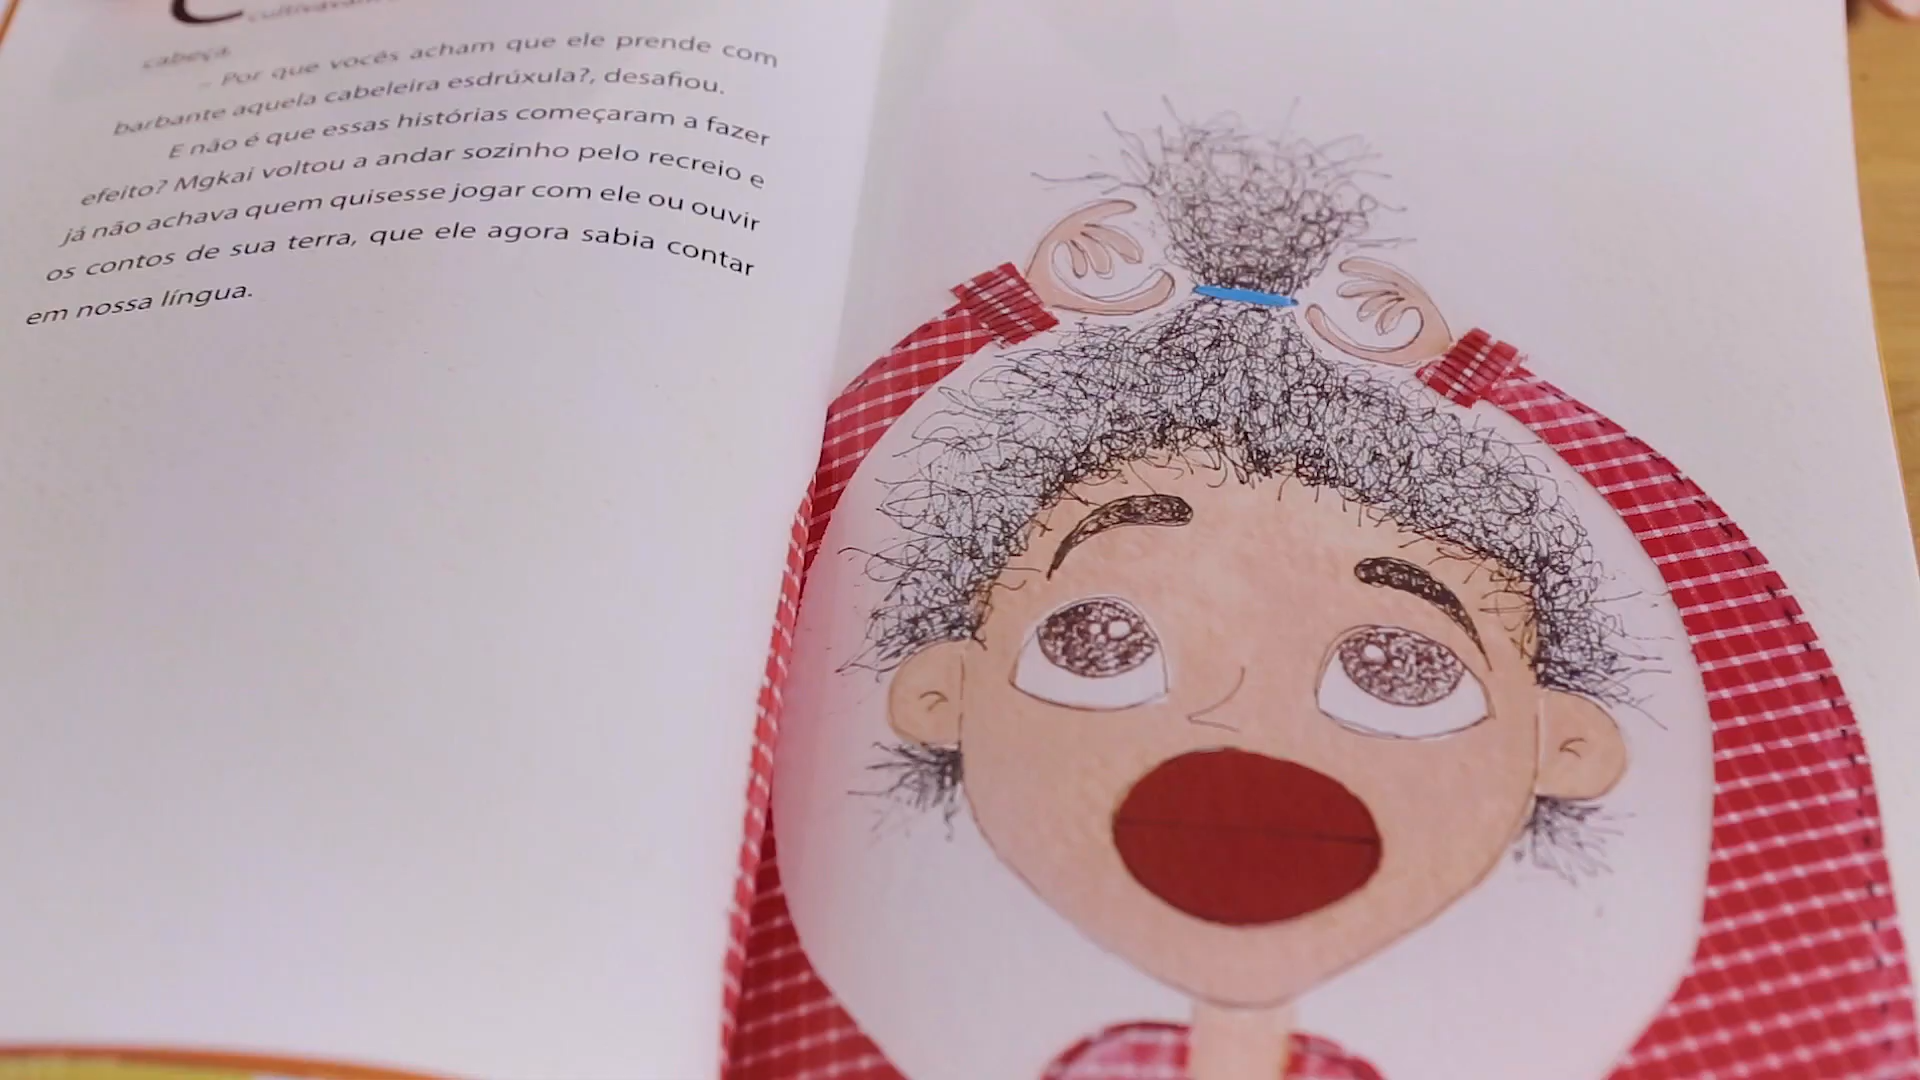 cabeça
– Por que vocês acham que ele prende com
barbante aquela cabeleira esdrúxula?, desafiou.
E não é que essas histórias começaram a fazer
efeito? Mgkai voltou a andar sozinho pelo recreio e
já não achava quem quisesse jogar com ele ou ouvir
os contos de sua terra, que ele agora sabia contar
em nossa língua.